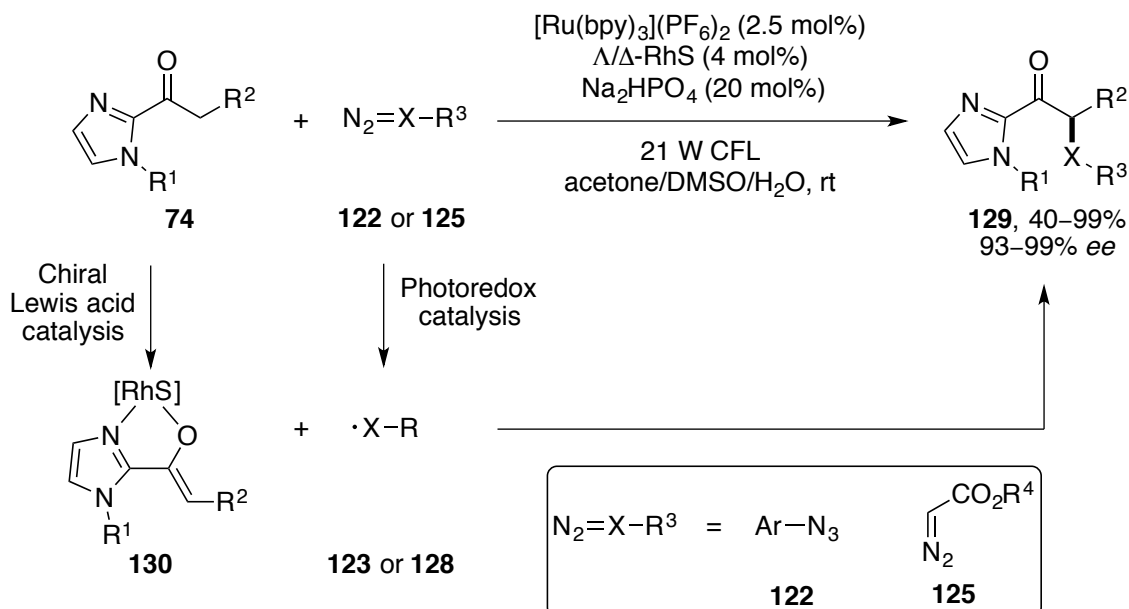 [Ru(bpy)₃](PF₆)₂ (2.5 mol%)
Λ/Δ-RhS (4 mol%)
Na₂HPO₄ (20 mol%)
O
R²
N
N
R¹
+
N₂=X–R³
21 W CFL
acetone/DMSO/H₂O, rt
O
R²
N
N
R¹
X
R³
74
122 or 125
129, 40–99%
93–99% ee
Chiral
Lewis acid
catalysis
Photoredox
catalysis
[RhS]
N
O
N
R²
R¹
+
·X–R
130
123 or 128
N₂=X–R³ = Ar–N₃
CO₂R⁴
N₂
122
125